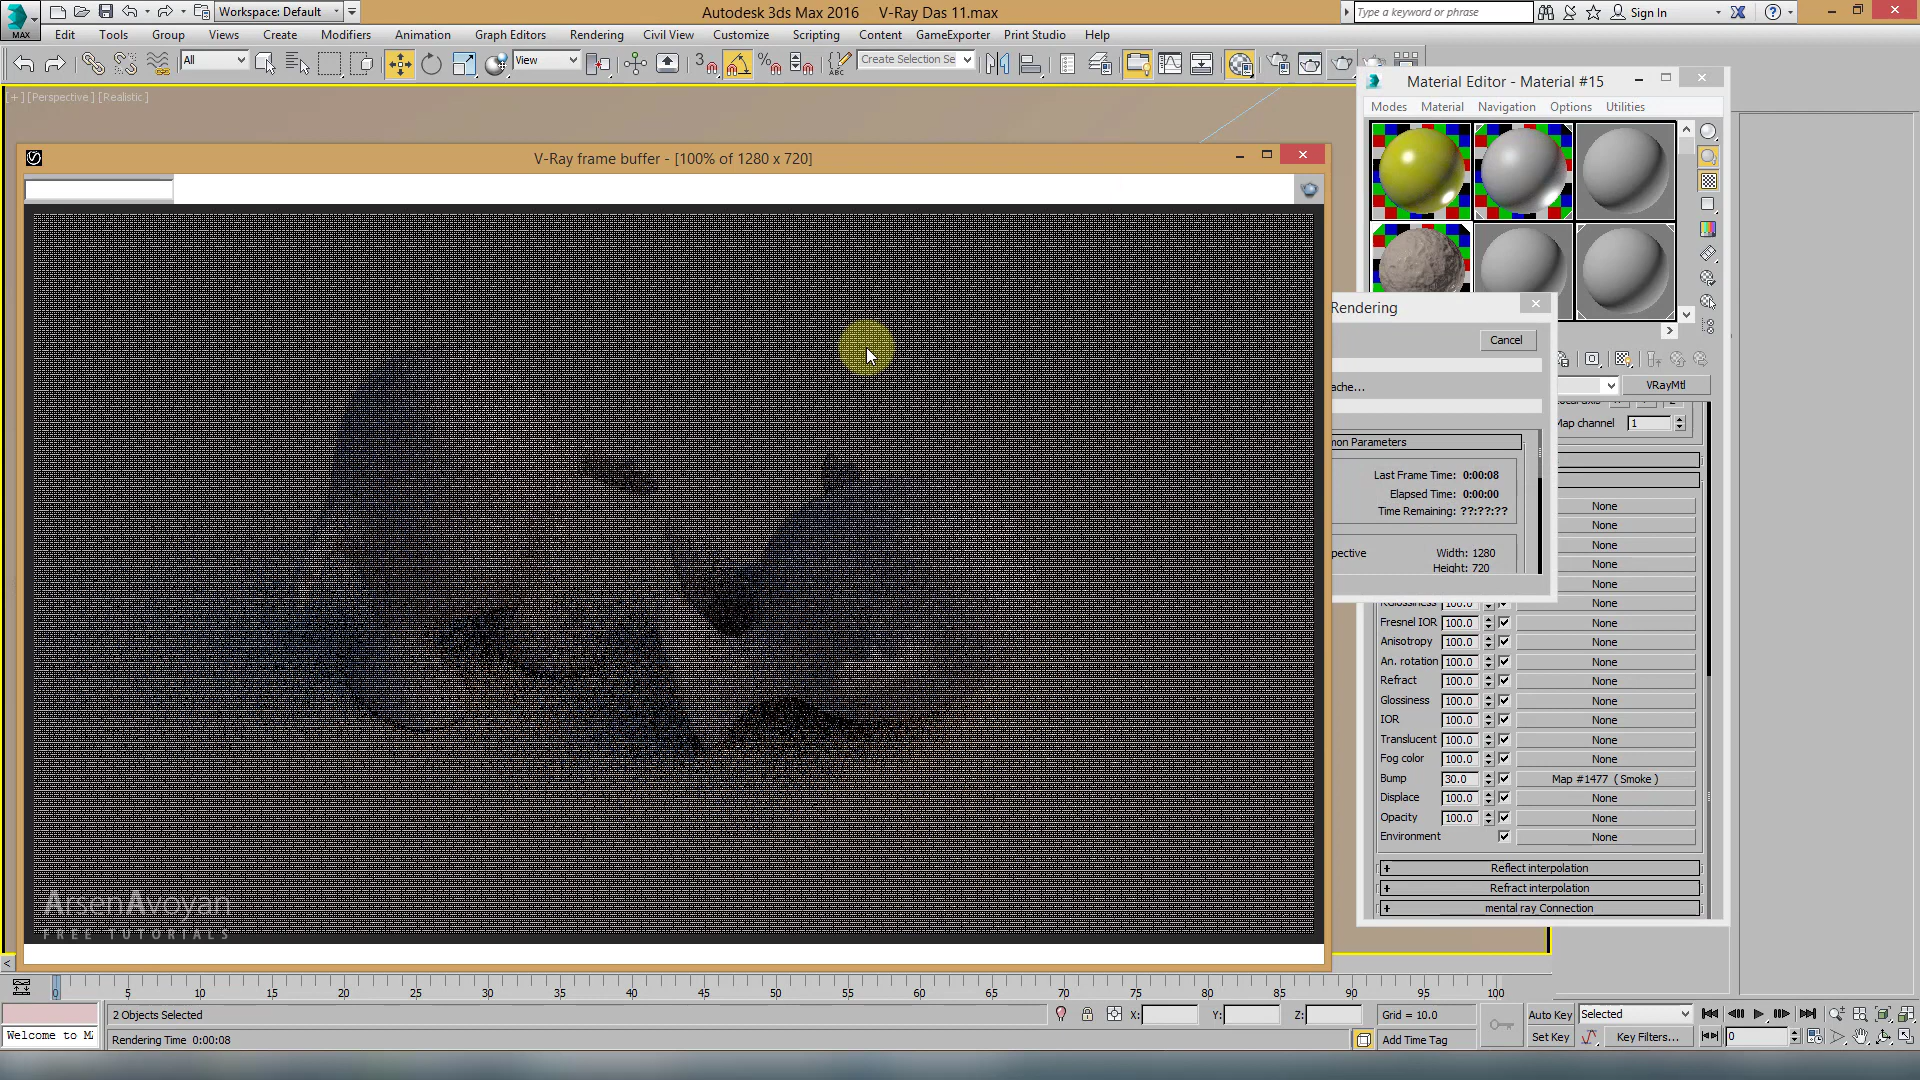 Workspace: Default
Autodesk 3ds Max 2016    V-Ray Das 11.max
Type a keyword or phrase
Sign In
MAX
Edit Tools Group Views Create Modifiers Animation Graph Editors Rendering Civil View Customize Scripting Content GameExporter Print Studio Help
All
View
3
ABC
Create Selection Se
Material Editor - Material #15
[+] [Perspective] [Realistic]
Modes Material Navigation Options Utilities
V-Ray frame buffer - [100% of 1280 x 720]
Rendering
Cancel
ache...
VRayMtl
Map channel 1
mon Parameters
Last Frame Time: 0:00:08
Elapsed Time: 0:00:00
Time Remaining: ??:??:??
pective Width: 1280
Height: 720
None
None
None
None
None
RGlossiness 100.0 None
Fresnel IOR 100.0 None
Anisotropy 100.0 None
An. rotation 100.0 None
Refract 100.0 None
Glossiness 100.0 None
IOR 100.0 None
Translucent 100.0 None
Fog color 100.0 None
Bump 30.0 Map #1477 ( Smoke )
Displace 100.0 None
Opacity 100.0 None
Environment None
+ Reflect interpolation
+ Refract interpolation
+ mental ray Connection
ArsenAvoyan
FREE TUTORIALS
<
0 5 10 15 20 25 30 35 40 45 50 55 60 65 70 75 80 85 90 95 100
2 Objects Selected
X: Y: Z: Grid = 10.0
Auto Key Selected
Welcome to M
Rendering Time 0:00:08
Add Time Tag
Set Key Key Filters... 0